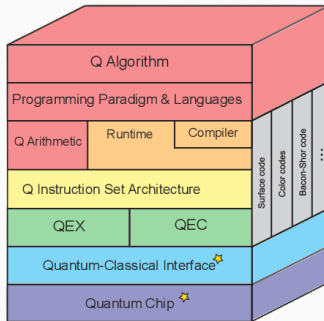 Q Algorithm
Programming Paradigm & Languages
Q Arithmetic
Runtime
Compiler
Q Instruction Set Architecture
QEX
QEC
Quantum-Classical Interface
Quantum Chip
Surface code
Color codes
Bacon-Shor code
...